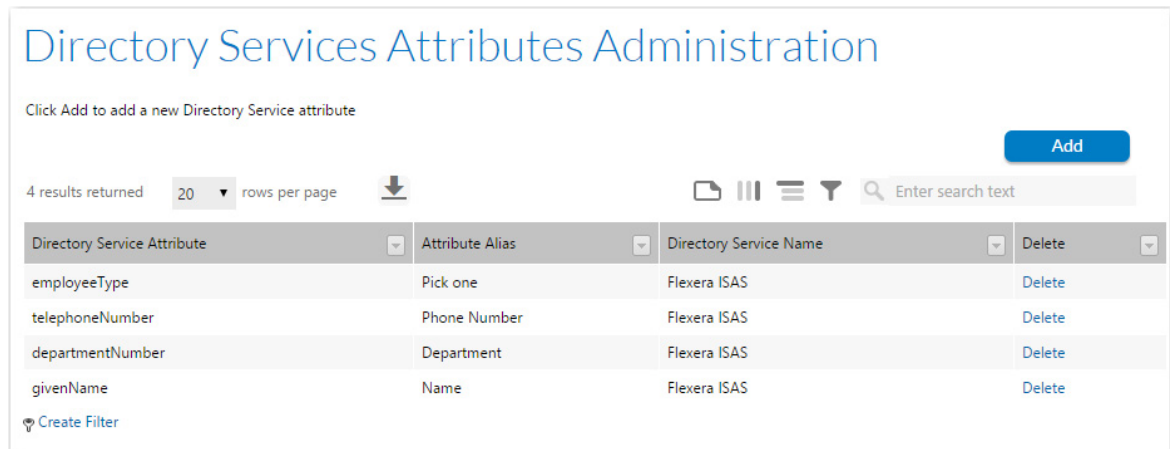 Directory Services Attributes Administration
Click Add to add a new Directory Service attribute
Add
4 results returned 20 rows per page Enter search text
Directory Service Attribute Attribute Alias Directory Service Name Delete
employeeType Pick one Flexera ISAS Delete
telephoneNumber Phone Number Flexera ISAS Delete
departmentNumber Department Flexera ISAS Delete
givenName Name Flexera ISAS Delete
Create Filter